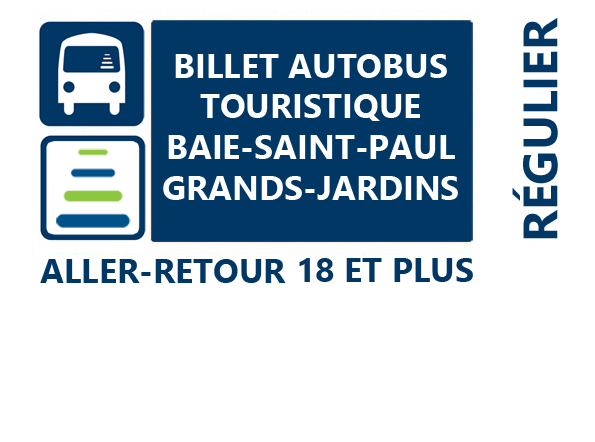 BILLET AUTOBUS
TOURISTIQUE
BAIE-SAINT-PAUL
GRANDS-JARDINS
ALLER-RETOUR 18 ET PLUS
RÉGULIER